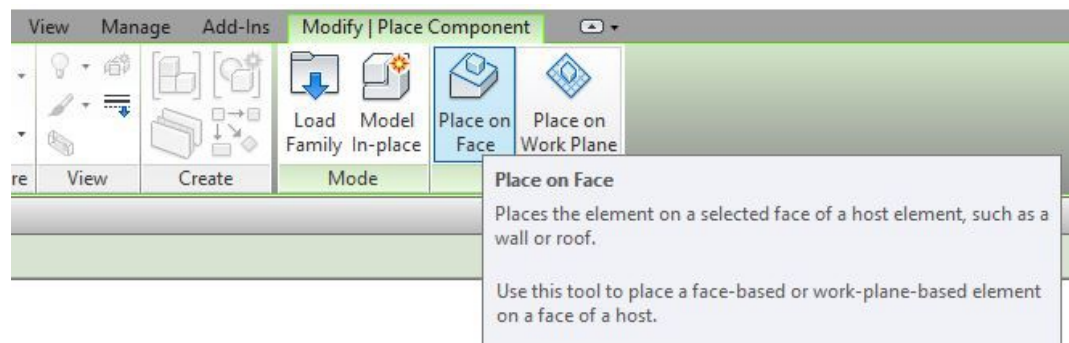 View Manage Add-Ins Modify | Place Component
Load Family
Model In-place
Place on Face
Place on Work Plane
re View Create Mode
Place on Face
Places the element on a selected face of a host element, such as a
wall or roof.
Use this tool to place a face-based or work-plane-based element
on a face of a host.